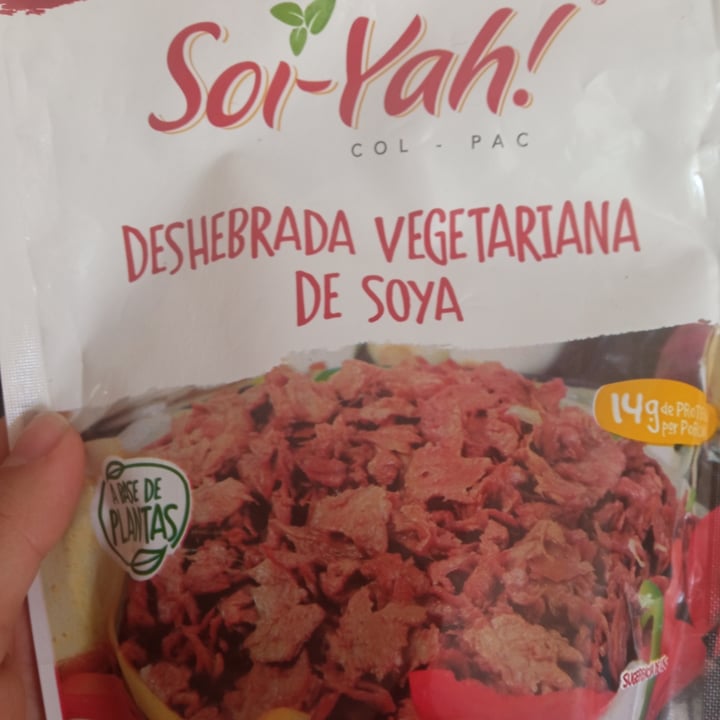 Soi-Yah!
COL - PAC
DESHEBRADA VEGETARIANA
DE SOYA
14g de
por
A BASE DE
PLANTAS